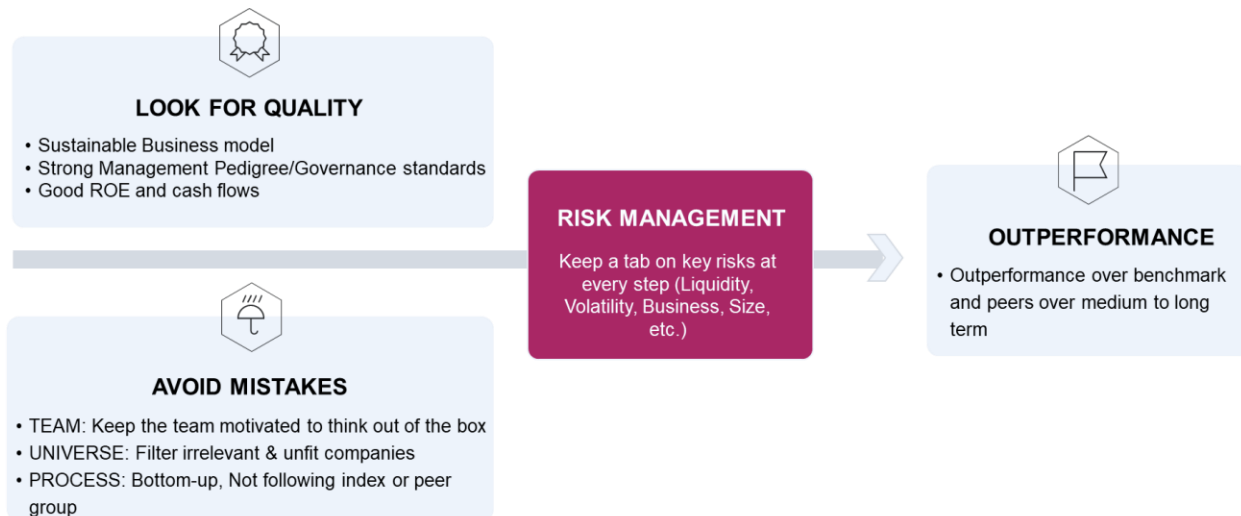 LOOK FOR QUALITY
• Sustainable Business model
• Strong Management Pedigree/Governance standards
• Good ROE and cash flows
AVOID MISTAKES
• TEAM: Keep the team motivated to think out of the box
• UNIVERSE: Filter irrelevant & unfit companies
• PROCESS: Bottom-up, Not following index or peer
group
RISK MANAGEMENT
Keep a tab on key risks at
every step (Liquidity,
Volatility, Business, Size,
etc.)
OUTPERFORMANCE
• Outperformance over benchmark
and peers over medium to long
term